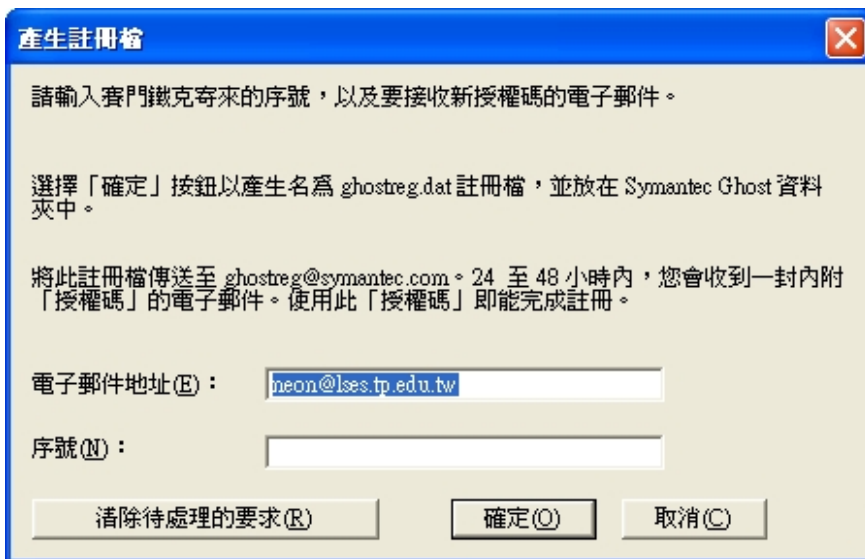 產生註冊檔
請輸入賽門鐵克寄來的序號，以及要接收新授權碼的電子郵件。
選擇「確定」按鈕以產生名為 ghostreg.dat 註冊檔，並放在 Symantec Ghost 資料
夾中。
將此註冊檔傳送至 ghostreg@symantec.com。24 至 48 小時內，您會收到一封內附
「授權碼」的電子郵件。使用此「授權碼」即能完成註冊。
電子郵件地址(E)： neon@lses.tp.edu.tw
序號(N)：
清除待處理的要求(R) 確定(O) 取消(C)